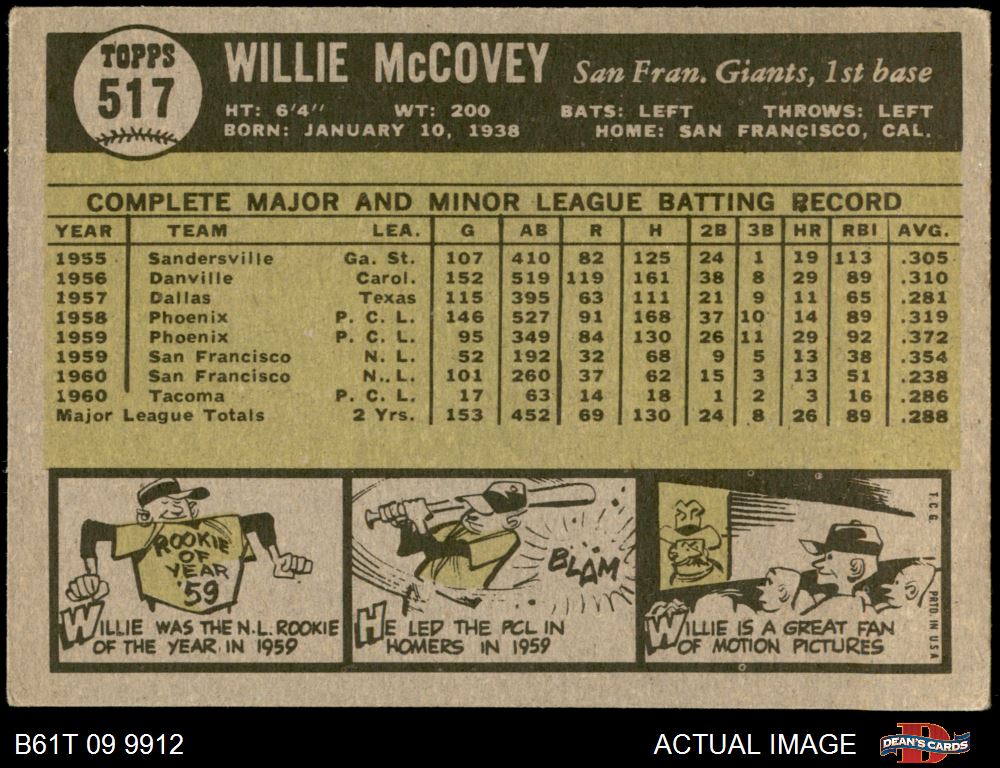 TOPPS
517
WILLIE McCOVEY San Fran. Giants, 1st base
HT: 6'4" WT: 200 BATS: LEFT THROWS: LEFT
BORN: JANUARY 10, 1938 HOME: SAN FRANCISCO, CAL.
COMPLETE MAJOR AND MINOR LEAGUE BATTING RECORD
YEAR TEAM LEA. G AB R H 2B 3B HR RBI AVG.
1955 Sandersville Ga. St. 107 410 82 125 24 1 19 113 .305
1956 Danville Carol. 152 519 119 161 38 8 29 89 .310
1957 Dallas Texas 115 395 63 111 21 9 11 65 .281
1958 Phoenix P. C. L. 146 527 91 168 37 10 14 89 .319
1959 Phoenix P. C. L. 95 349 84 130 26 11 29 92 .372
1959 San Francisco N. L. 52 192 32 68 9 5 13 38 .354
1960 San Francisco N. L. 101 260 37 62 15 3 13 51 .238
1960 Tacoma P. C. L. 17 63 14 18 1 2 3 16 .286
Major League Totals 2 Yrs. 153 452 69 130 24 8 26 89 .288
ROOKIE
OF
YEAR
'59
WILLIE WAS THE N.L. ROOKIE
OF THE YEAR IN 1959
BLAM
HE LED THE PCL IN
HOMERS IN 1959
WILLIE IS A GREAT FAN
OF MOTION PICTURES
T.C.G.
PRTD. IN U.S.A.
B61T 09 9912
ACTUAL IMAGE
D
DEAN'S CARDS